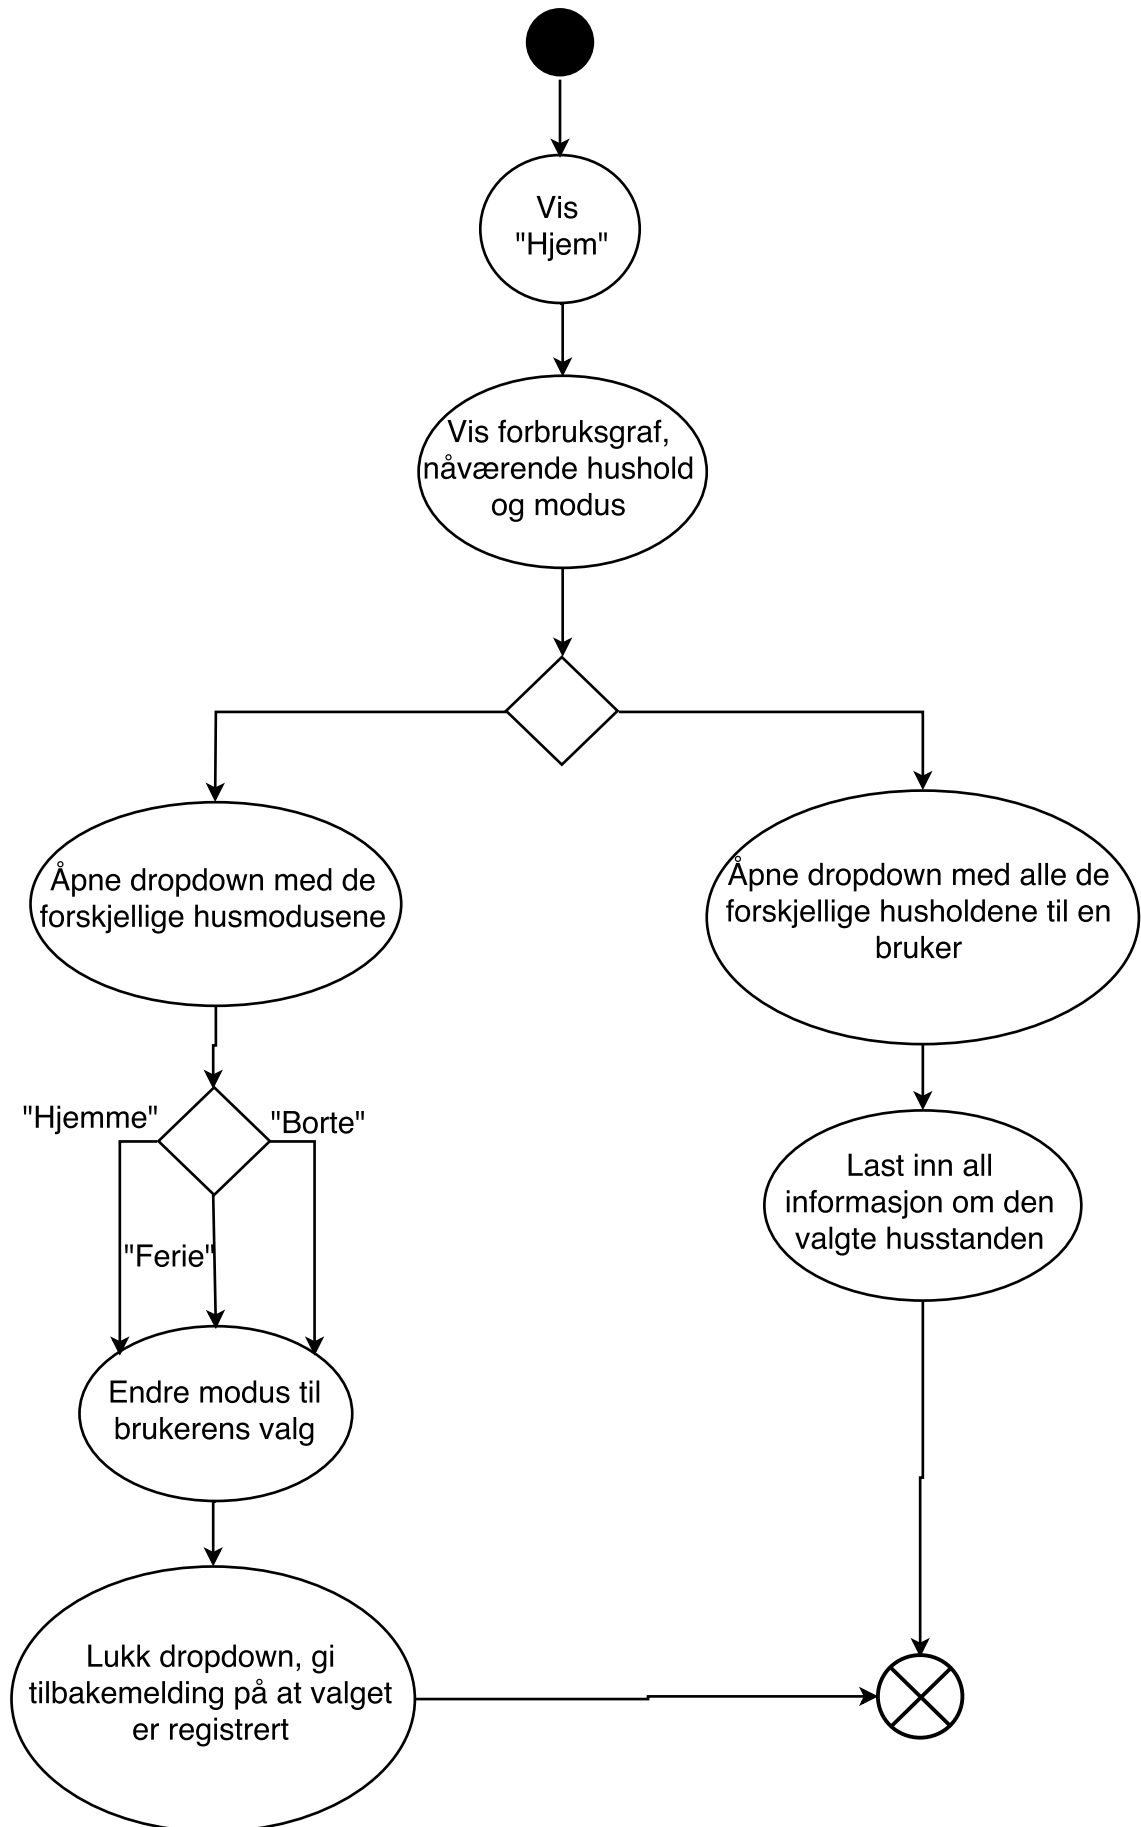 Vis
"Hjem"
Vis forbruksgraf,
nåværende hushold
og modus
Åpne dropdown med de
forskjellige husmodusene
Åpne dropdown med alle de
forskjellige husholdene til en
bruker
"Hjemme"
"Borte"
"Ferie"
Last inn all
informasjon om den
valgte husstanden
Endre modus til
brukerens valg
Lukk dropdown, gi
tilbakemelding på at valget
er registrert